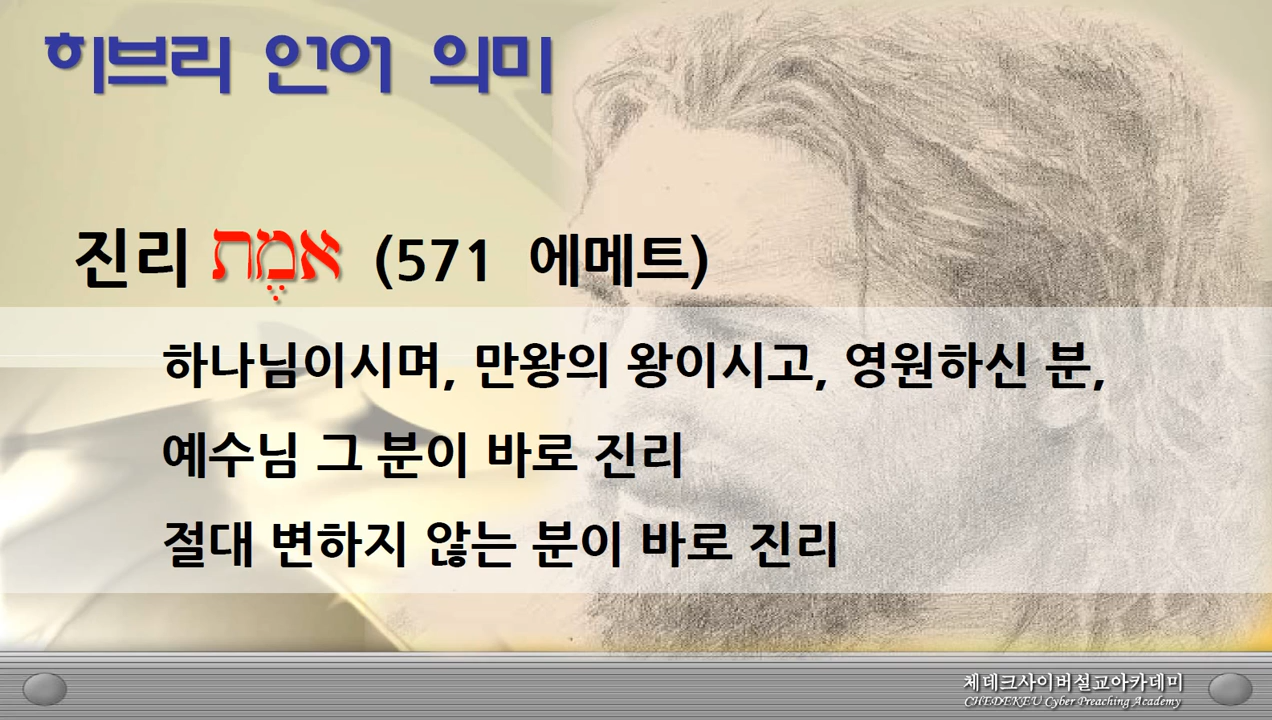 히브리 언어 의미
진리 אמֶת (571 에메트)
하나님이시며, 만왕의 왕이시고, 영원하신 분,
예수님 그 분이 바로 진리
절대 변하지 않는 분이 바로 진리
체데크사이버설교아카데미
CHEDEKEU Cyber Preaching Academy